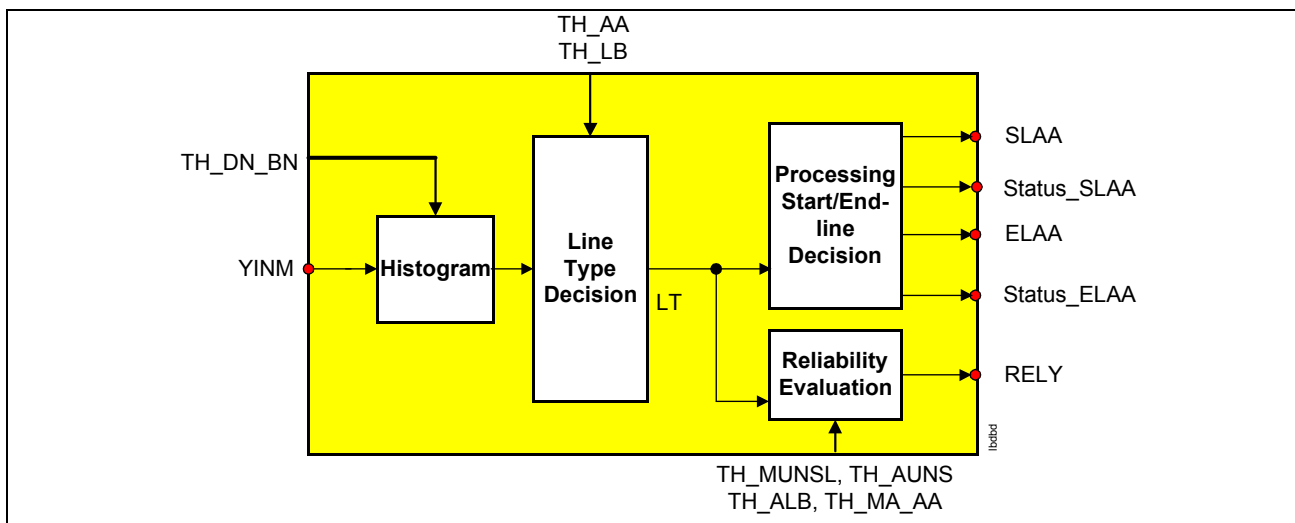 TH_AA
TH_LB
TH_DN_BN
YINM
Histogram
Line
Type
Decision
LT
Processing
Start/End-
line
Decision
Reliability
Evaluation
SLAA
Status_SLAA
ELAA
Status_ELAA
RELY
lbdbd
TH_MUNSL, TH_AUNS
TH_ALB, TH_MA_AA